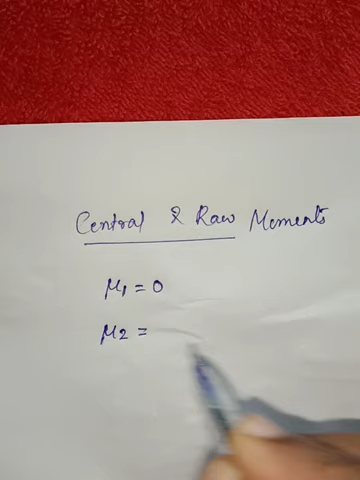 Central & Raw Moments
μ₁ = 0
μ₂ =